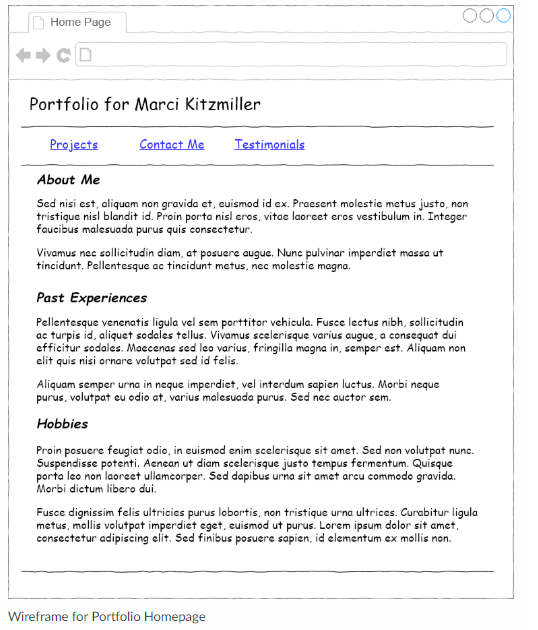 Home Page
Portfolio for Marci Kitzmiller
Projects Contact Me Testimonials
About Me
Sed nisi est, aliquam non gravida et, euismod id ex. Praesent molestie metus justo, non
tristique nisl blandit id. Proin porta nisl eros, vitae laoreet eros vestibulum in. Integer
faucibus malesuada purus quis consectetur.
Vivamus nec sollicitudin diam, at posuere augue. Nunc pulvinar imperdiet massa ut
tincidunt. Pellentesque ac tincidunt metus, nec molestie magna.
Past Experiences
Pellentesque venenatis ligula vel sem porttitor vehicula. Fusce lectus nibh, sollicitudin
ac turpis id, aliquet sodales tellus. Vivamus scelerisque varius augue, a consequat dui
efficitur sodales. Maecenas sed leo varius, fringilla magna in, semper est. Aliquam non
elit quis nisi ornare volutpat sed id felis.
Aliquam semper urna in neque imperdiet, vel interdum sapien luctus. Morbi neque
purus, volutpat eu odio at, varius malesuada purus. Sed nec auctor sem.
Hobbies
Proin posuere feugiat odio, in euismod enim scelerisque sit amet. Sed non volutpat nunc.
Suspendisse potenti. Aenean ut diam scelerisque justo tempus fermentum. Quisque
porta leo non laoreet ullamcorper. Sed dapibus urna sit amet arcu commodo gravida.
Morbi dictum libero dui.
Fusce dignissim felis ultricies purus lobortis, non tristique urna ultrices. Curabitur ligula
metus, mollis volutpat imperdiet eget, euismod ut purus. Lorem ipsum dolor sit amet,
consectetur adipiscing elit. Sed finibus posuere sapien, id elementum ex mollis non.
Wireframe for Portfolio Homepage